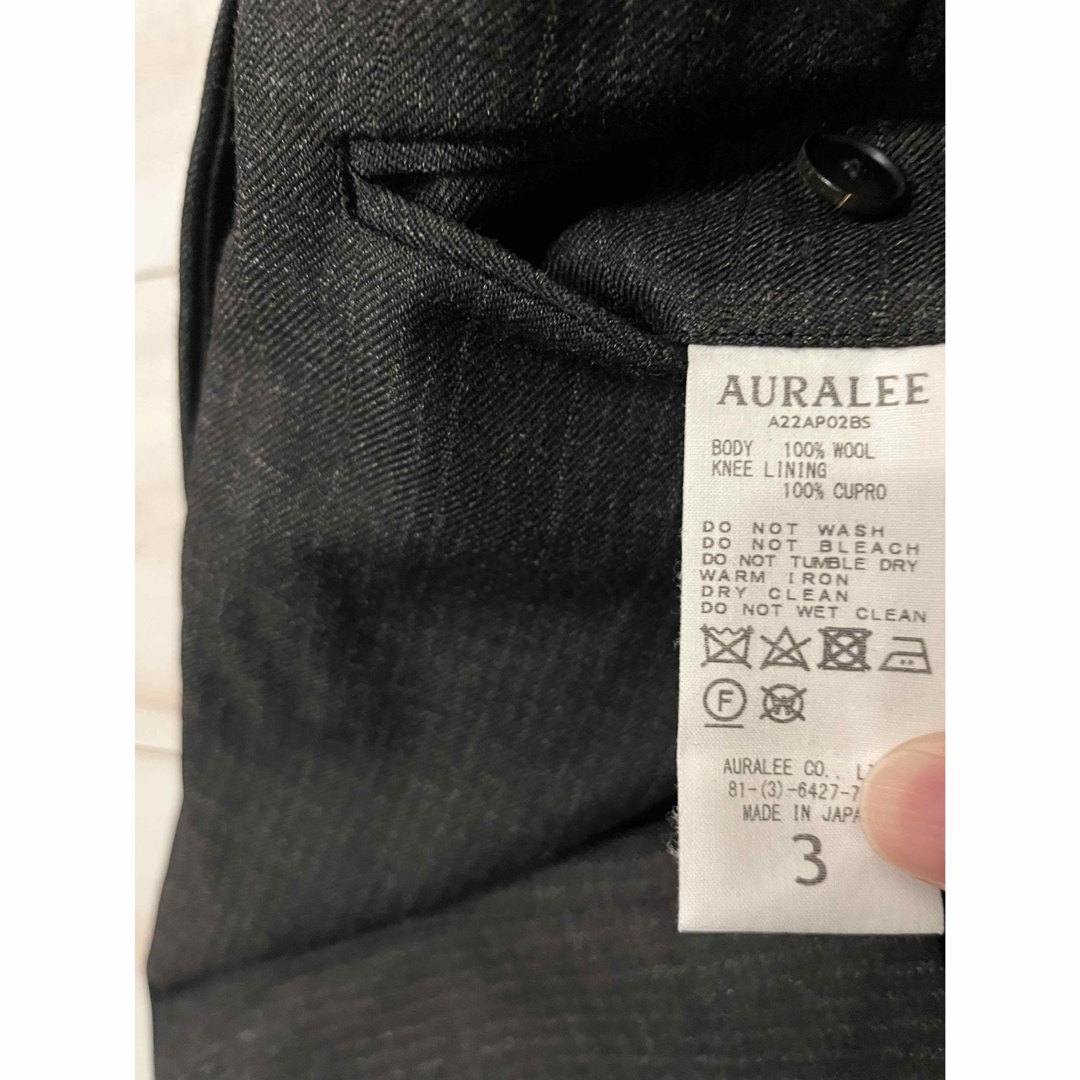 AURALEE
A22AP02BS
BODY 100% WOOL
KNEE LINING
100% CUPRO
DO NOT WASH
DO NOT BLEACH
DO NOT TUMBLE DRY
WARM IRON
DRY CLEAN
DO NOT WET CLEAN
F
W
AURALEE CO.,
81-(3)-6427-7
MADE IN JAPA
3